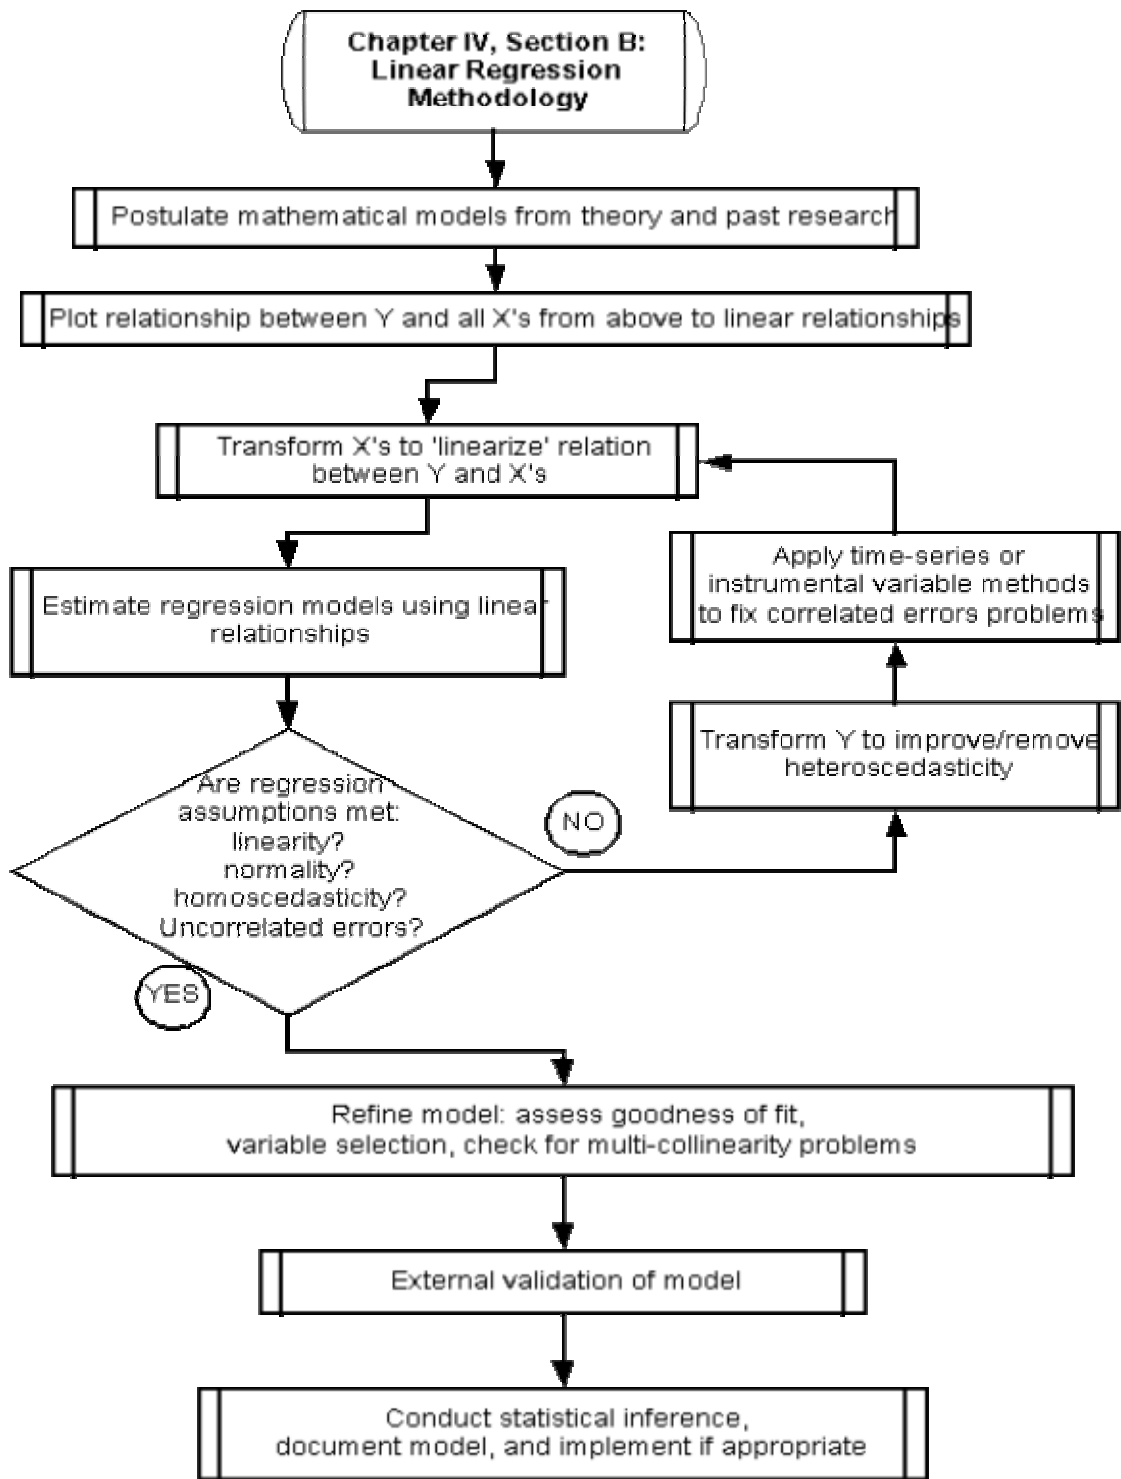 Chapter IV, Section B:
Linear Regression
Methodology
Postulate mathematical models from theory and past research
Plot relationship between Y and all X's from above to linear relationships
Transform X's to 'linearize' relation
between Y and X's
Apply time-series or
instrumental variable methods
to fix correlated errors problems
Estimate regression models using linear
relationships
Transform Y to improve/remove
heteroscedasticity
Are regression
assumptions met:
linearity?
normality?
homoscedasticity?
Uncorrelated errors?
NO
YES
Refine model: assess goodness of fit,
variable selection, check for multi-collinearity problems
External validation of model
Conduct statistical inference,
document model, and implement if appropriate